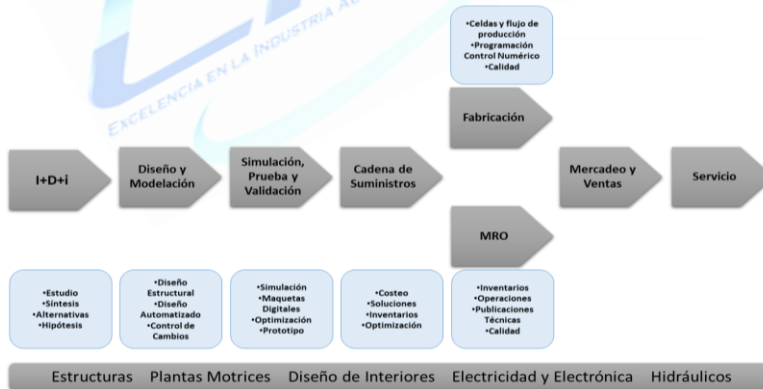 EXCELENCIA EN LA INDUSTRIA
•Celdas y flujo de
producción
•Programación
Control Numérico
•Calidad
Fabricación
I+D+i
Diseño y
Modelación
Simulación,
Prueba y
Validación
Cadena de
Suministros
Mercadeo y
Ventas
Servicio
MRO
•Estudio
•Síntesis
•Alternativas
•Hipótesis
•Diseño
Estructural
•Diseño
Automatizado
•Control de
Cambios
•Simulación
•Maquetas
Digitales
•Optimización
•Prototipo
•Costeo
•Soluciones
•Inventarios
•Optimización
•Inventarios
•Operaciones
•Publicaciones
Técnicas
•Calidad
Estructuras Plantas Motrices Diseño de Interiores Electricidad y Electrónica Hidráulicos